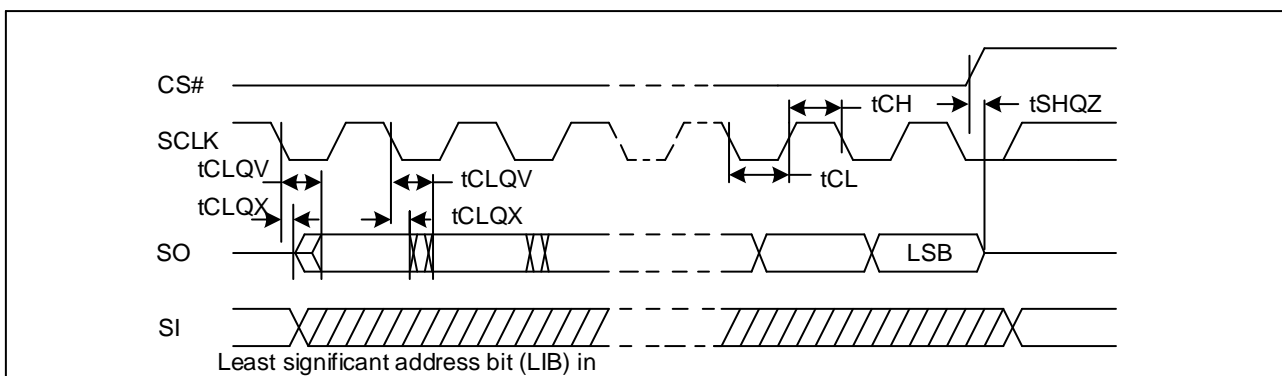 CS#
tCH
tSHQZ
SCLK
tCLQV
tCLQV
tCL
tCLQX
tCLQX
SO
LSB
SI
Least significant address bit (LIB) in